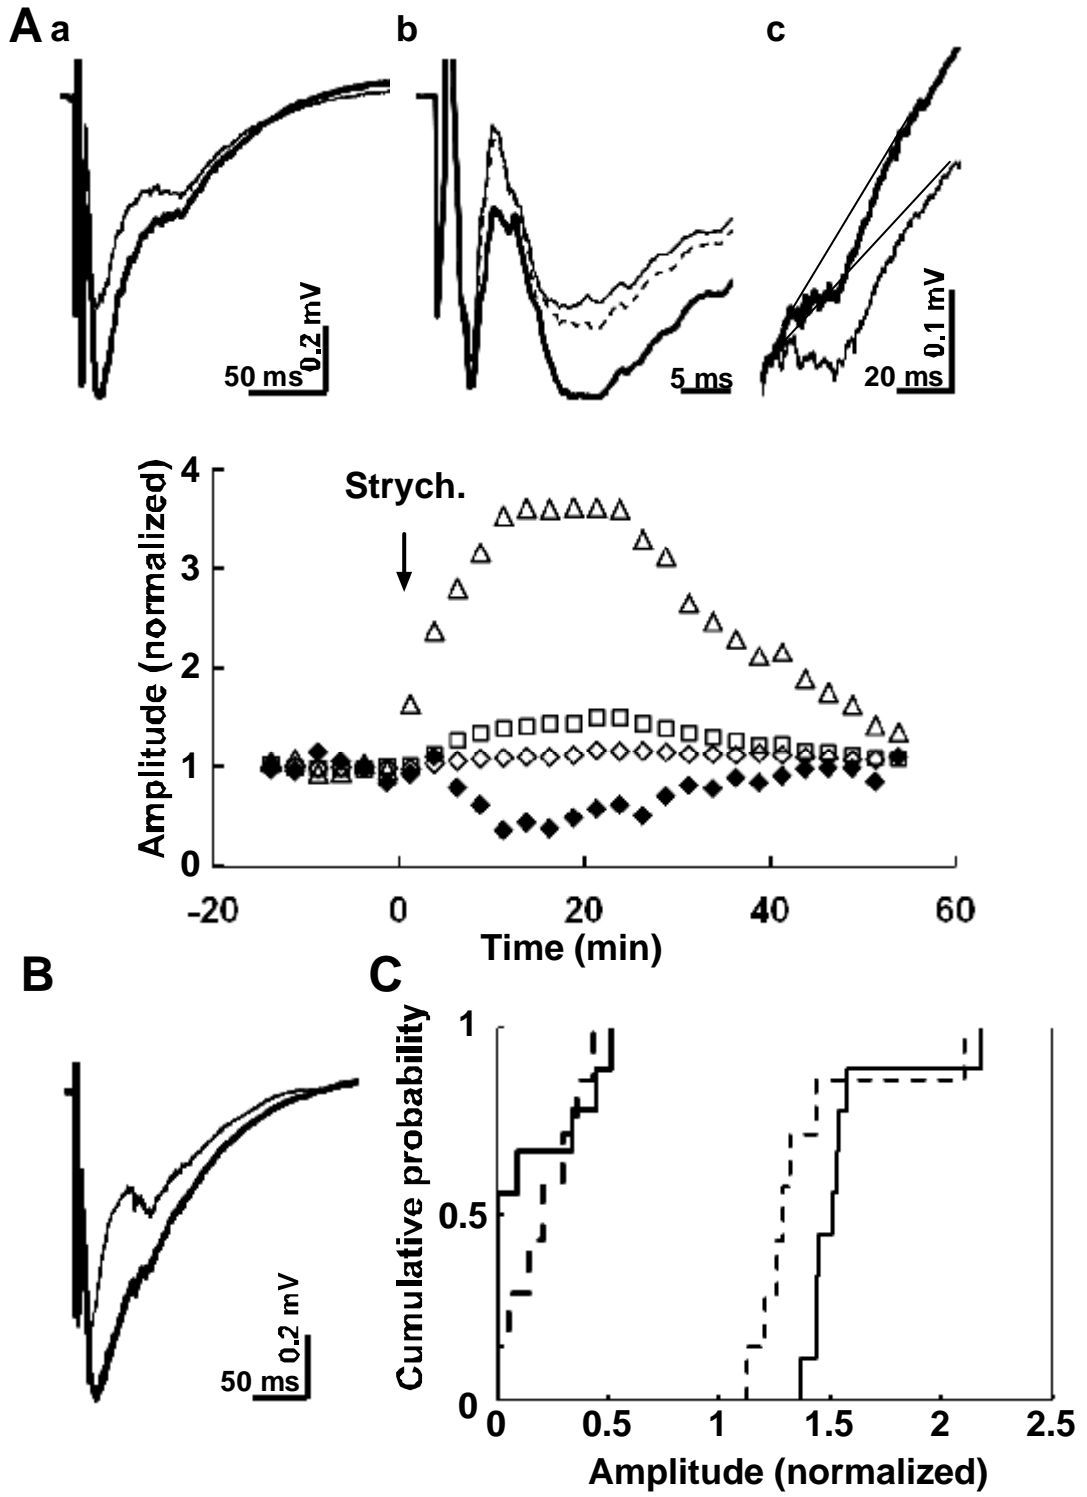 A a
b
c
0.2 mV
50 ms
5 ms
0.1 mV
20 ms
Amplitude (normalized)
4
3
2
1
0
Strych.
-20
0
20
40
60
Time (min)
B
0.2 mV
50 ms
C
Cumulative probability
1
0.5
0
0
0.5
1
1.5
2
2.5
Amplitude (normalized)